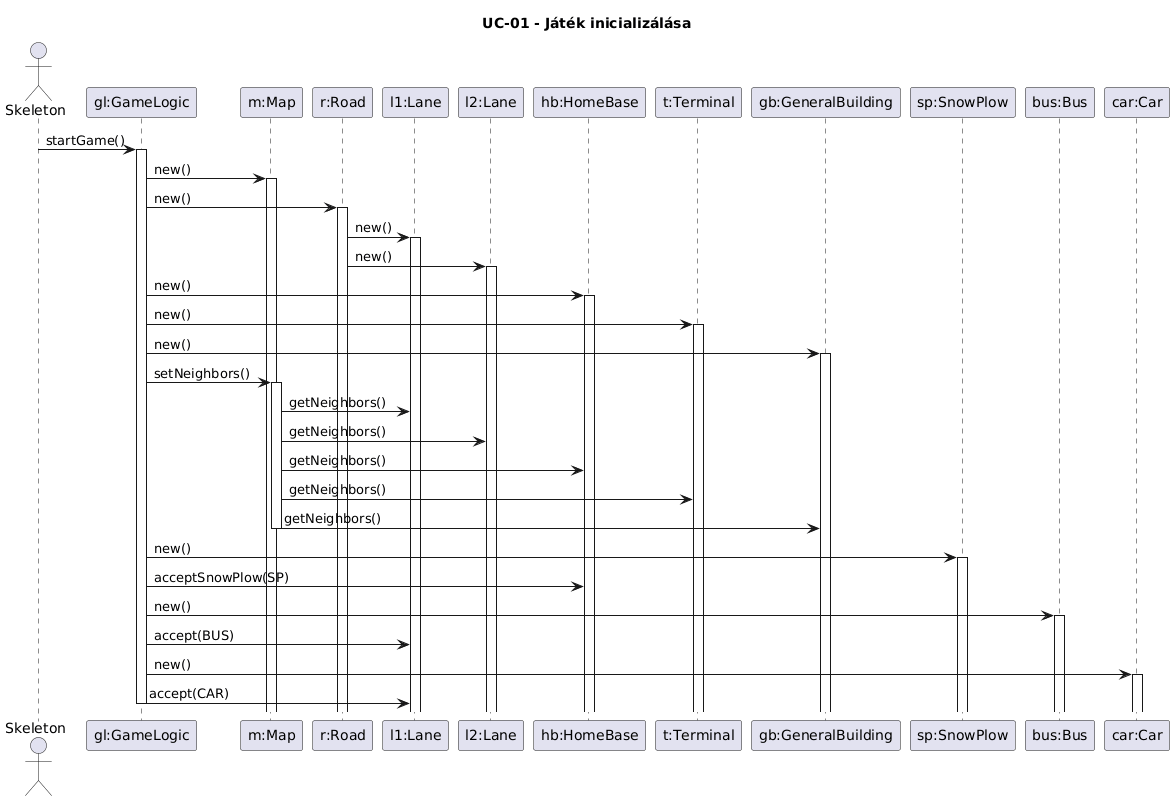 UC-01 - Játék inicializálása
Skeleton
gl:GameLogic
m:Map
r:Road
l1:Lane
l2:Lane
hb:HomeBase
t:Terminal
gb:GeneralBuilding
sp:SnowPlow
bus:Bus
car:Car
startGame()
new()
new()
new()
new()
new()
new()
new()
setNeighbors()
getNeighbors()
getNeighbors()
getNeighbors()
getNeighbors()
getNeighbors()
new()
acceptSnowPlow(SP)
new()
accept(BUS)
new()
accept(CAR)
Skeleton
gl:GameLogic
m:Map
r:Road
l1:Lane
l2:Lane
hb:HomeBase
t:Terminal
gb:GeneralBuilding
sp:SnowPlow
bus:Bus
car:Car